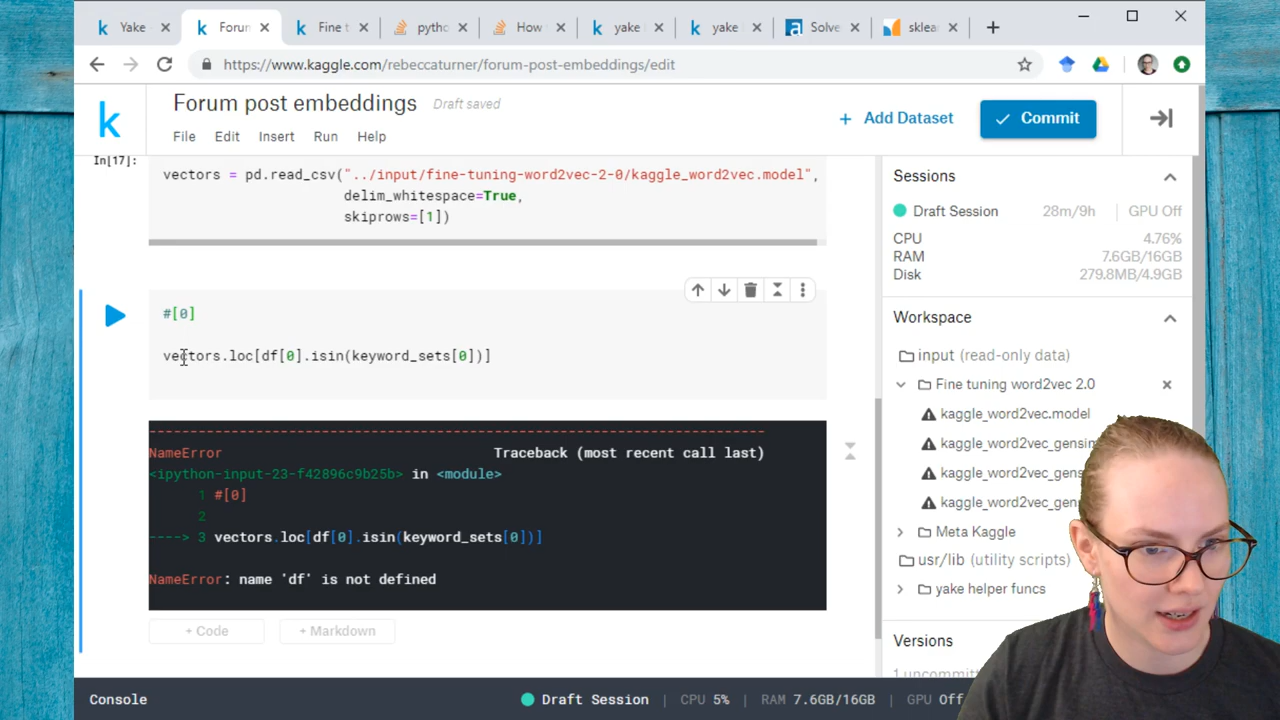 Yake
Forum
Fine t
pytho
How
yake
yake
Solve
sklea
https://www.kaggle.com/rebeccaturner/forum-post-embeddings/edit
Forum post embeddings
Draft saved
File Edit Insert Run Help
+ Add Dataset
Commit
In[17]:
vectors = pd.read_csv("../input/fine-tuning-word2vec-2-0/kaggle_word2vec.model",
delim_whitespace=True,
skiprows=[1])
#[0]
vectors.loc[df[0].isin(keyword_sets[0])]
---------------------------------------------------------------------------
NameError Traceback (most recent call last)
<ipython-input-23-f42896c9b25b> in <module>
1 #[0]
2
----> 3 vectors.loc[df[0].isin(keyword_sets[0])]
NameError: name 'df' is not defined
+ Code + Markdown
Sessions
Draft Session 28m/9h GPU Off
CPU 4.76%
RAM 7.6GB/16GB
Disk 279.8MB/4.9GB
Workspace
input (read-only data)
Fine tuning word2vec 2.0
kaggle_word2vec.model
kaggle_word2vec_gensin
kaggle_word2vec_gens
kaggle_word2vec_gen
Meta Kaggle
usr/lib (utility scripts)
yake helper funcs
Versions
1 uncommitt
Console
Draft Session CPU 5% RAM 7.6GB/16GB GPU Off